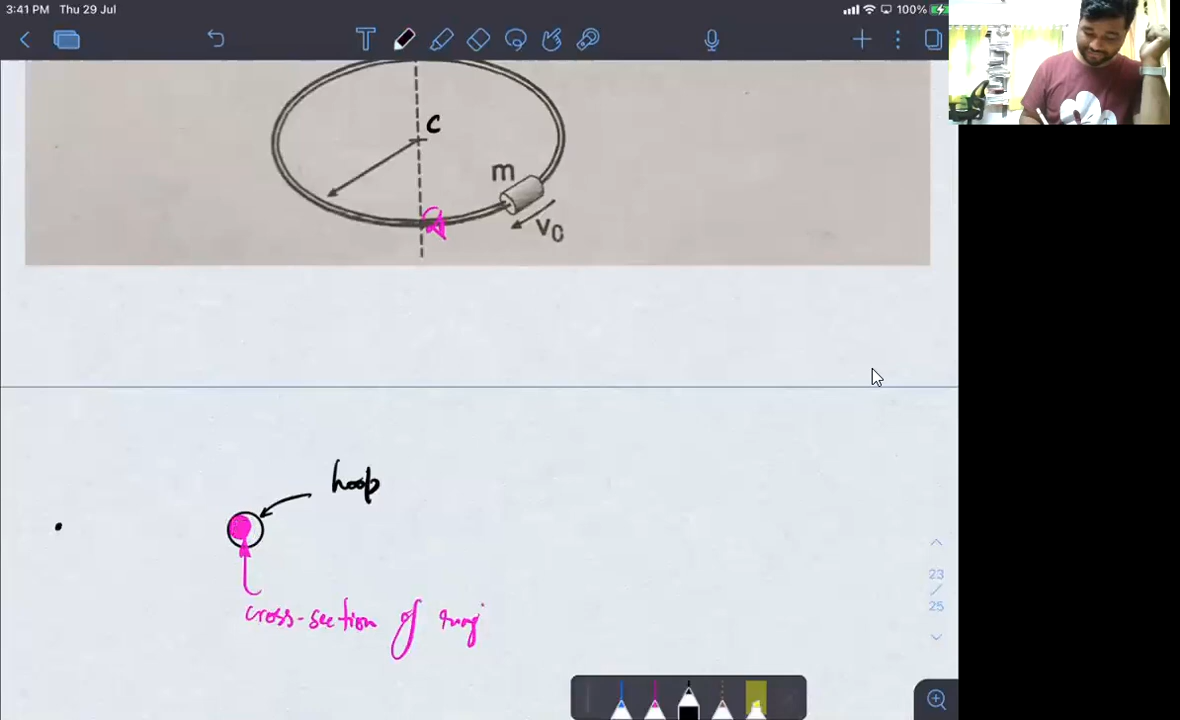 3:41 PM Thu 29 Jul 100%
T
C
m
v0
hoop
cross-section of ring
23
/
25